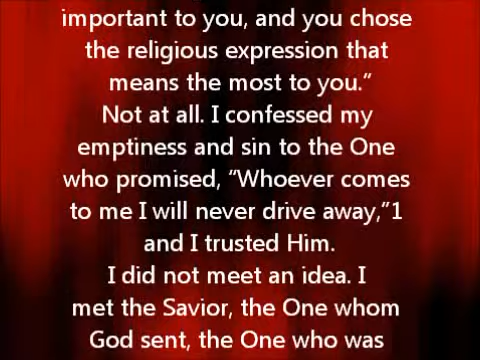 important to you, and you chose
the religious expression that
means the most to you.”
Not at all. I confessed my
emptiness and sin to the One
who promised, “Whoever comes
to me I will never drive away,”1
and I trusted Him.
I did not meet an idea. I
met the Savior, the One whom
God sent, the One who was